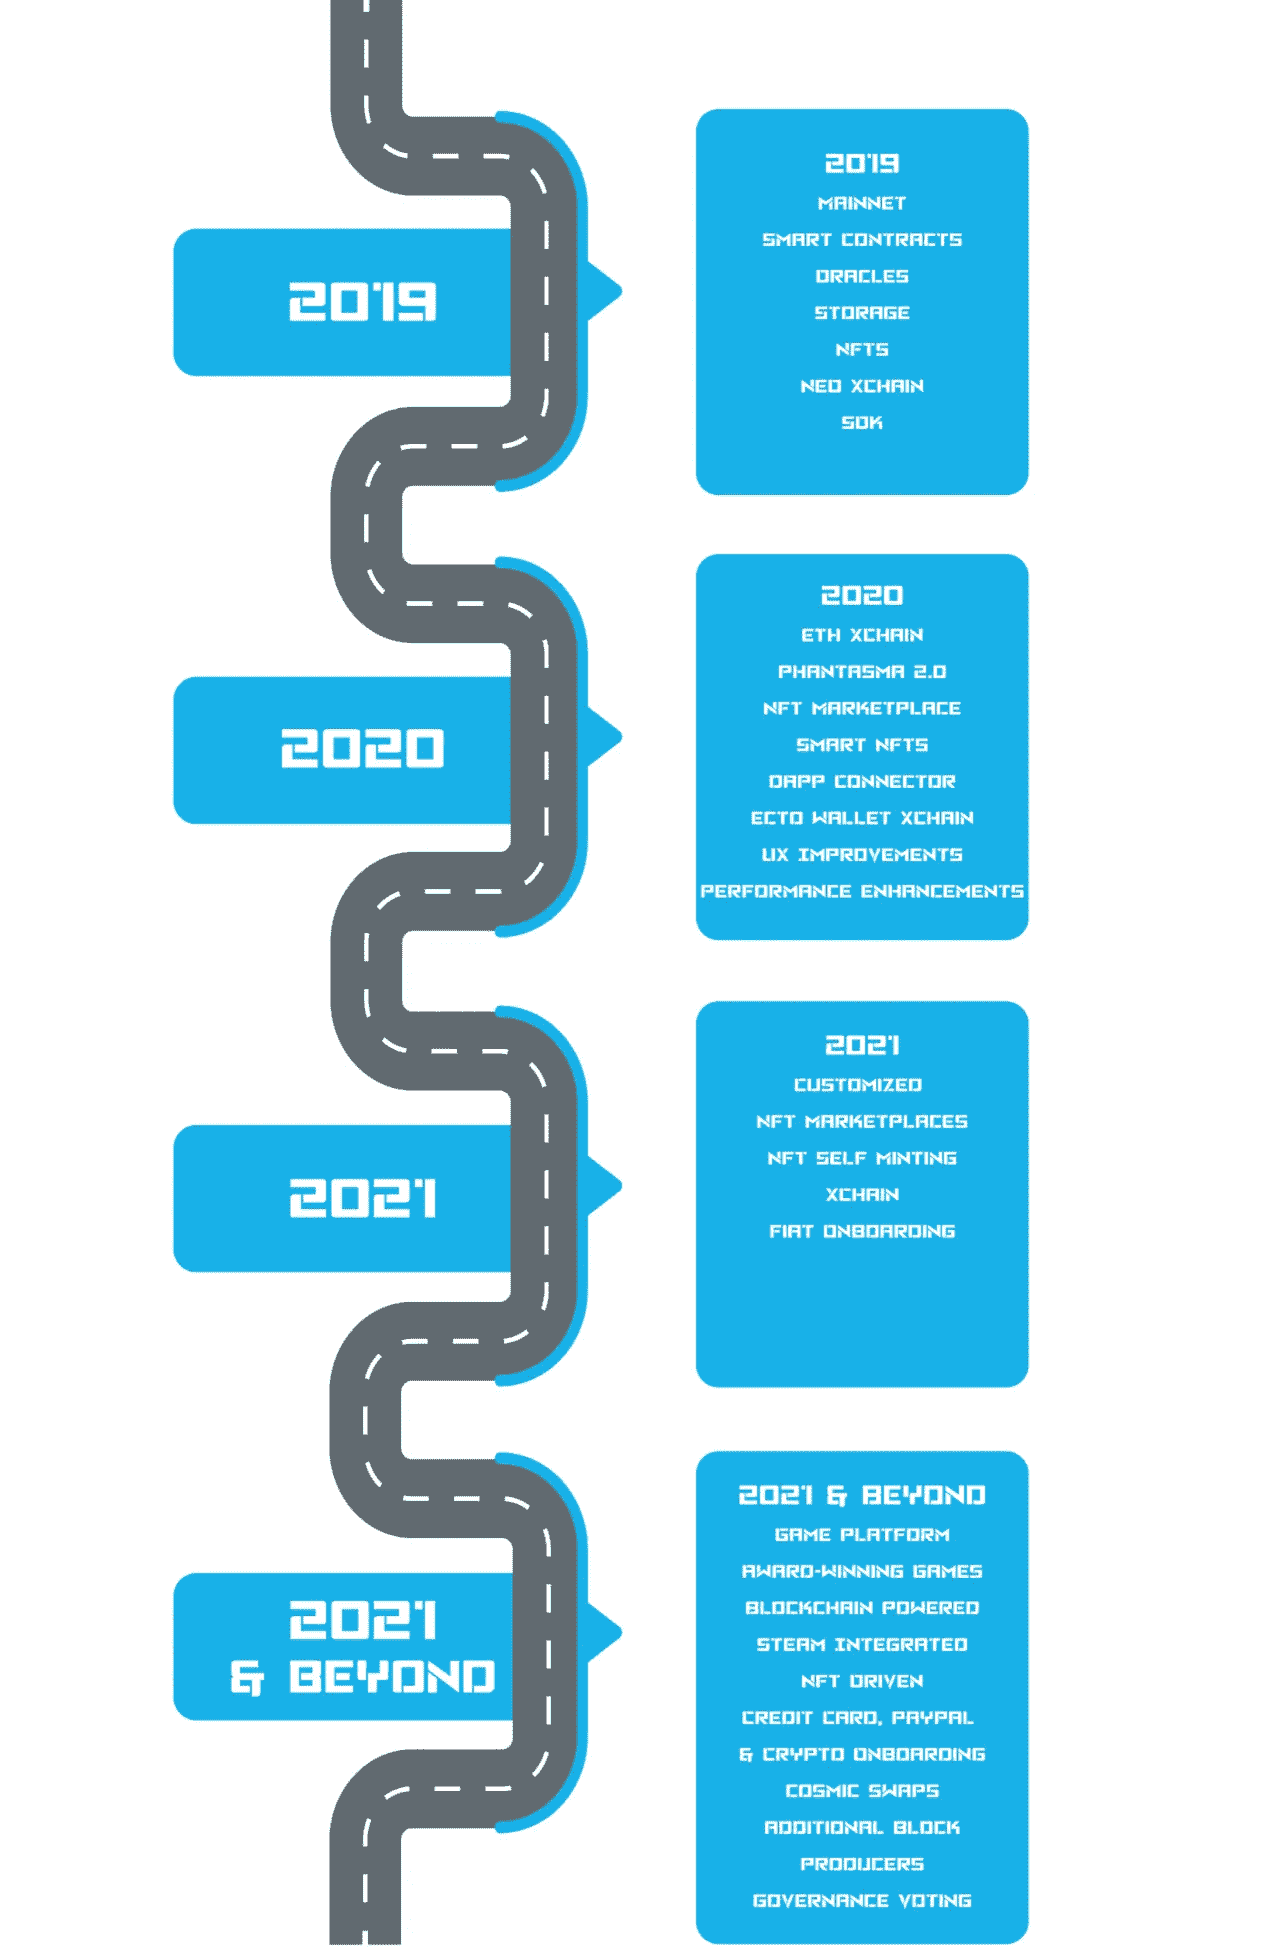 2019
2019
MAINNET
SMART CONTRACTS
ORACLES
STORAGE
NFTS
NEO XCHAIN
SDK
2020
2020
ETH XCHAIN
PHANTASMA 2.0
NFT MARKETPLACE
SMART NFTS
DAPP CONNECTOR
ECTO WALLET XCHAIN
UX IMPROVEMENTS
PERFORMANCE ENHANCEMENTS
2021
2021
CUSTOMIZED
NFT MARKETPLACES
NFT SELF MINTING
XCHAIN
FIAT ONBOARDING
2021
& BEYOND
2021 & BEYOND
GAME PLATFORM
AWARD-WINNING GAMES
BLOCKCHAIN POWERED
STEAM INTEGRATED
NFT DRIVEN
CREDIT CARD, PAYPAL
& CRYPTO ONBOARDING
COSMIC SWAPS
ADDITIONAL BLOCK
PRODUCERS
GOVERNANCE VOTING